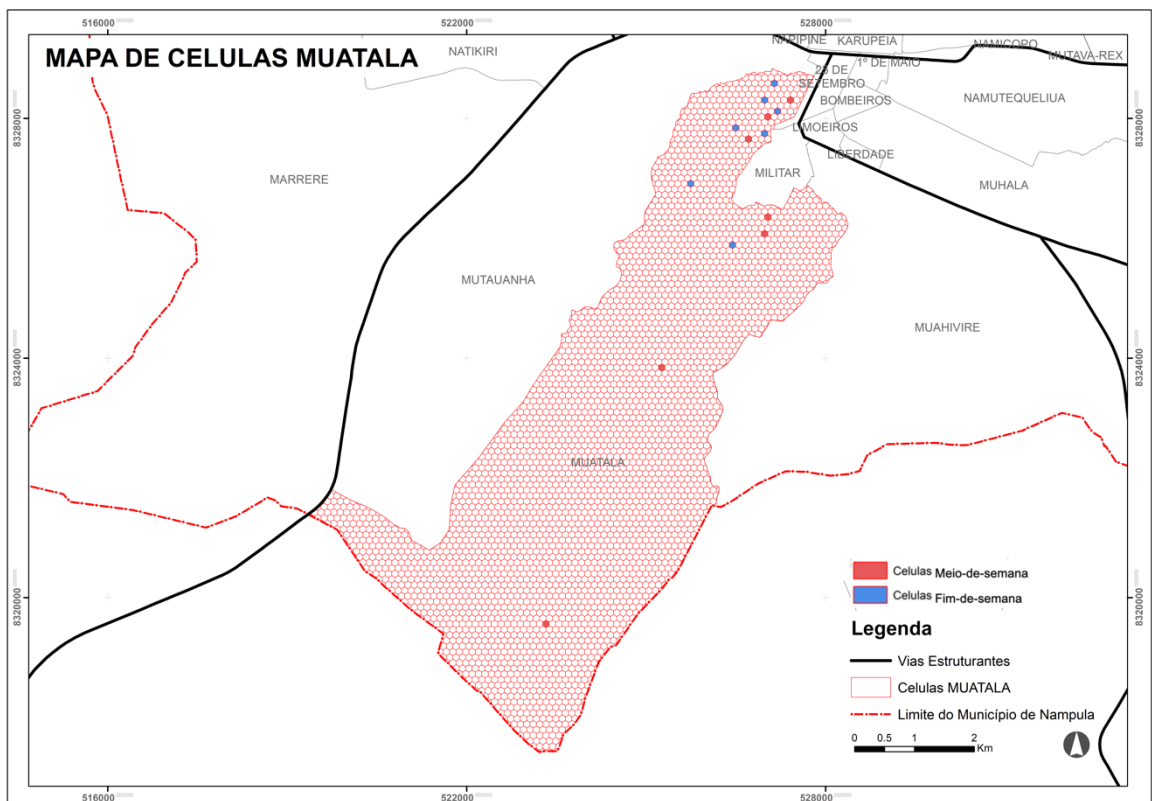 516000
522000
528000
MAPA DE CELULAS MUATALA
NATIKIRI
NAPIPINE
KARUPEIA
NAMICOPO
MUTAVA-REX
1º DE MAIO
25 DE
SETEMBRO
BOMBEIROS
NAMUTEQUELIUA
8328000
8328000
LIMOEIROS
LIBERDADE
MILITAR
MARRERE
MUHALA
MUTAUANHA
MUAHIVIRE
8324000
8324000
MUATALA
Celulas Meio-de-semana
Celulas Fim-de-semana
8320000
8320000
Legenda
Vias Estruturantes
Celulas MUATALA
Limite do Município de Nampula
0 0.5 1 2
Km
516000
522000
528000